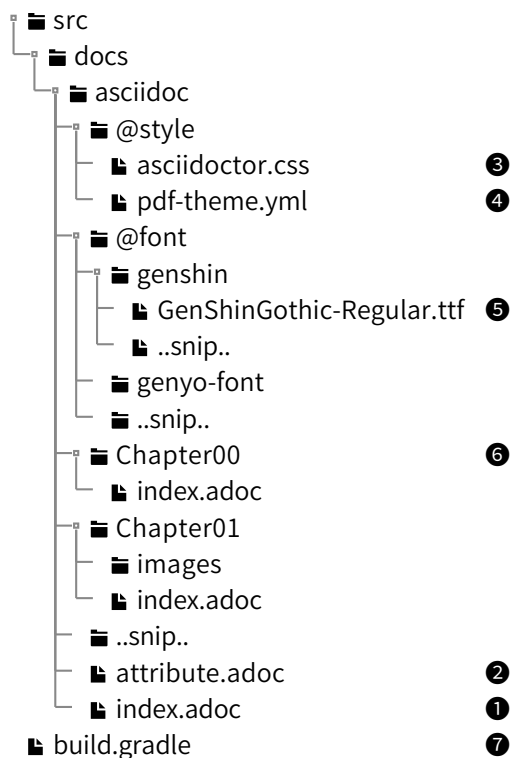 src
docs
asciidoc
@style
asciidoctor.css ❸
pdf-theme.yml ❹
@font
genshin
GenShinGothic-Regular.ttf ❺
..snip..
genyo-font
..snip..
Chapter00 ❻
index.adoc
Chapter01
images
index.adoc
..snip..
attribute.adoc ❷
index.adoc ❶
build.gradle ❼